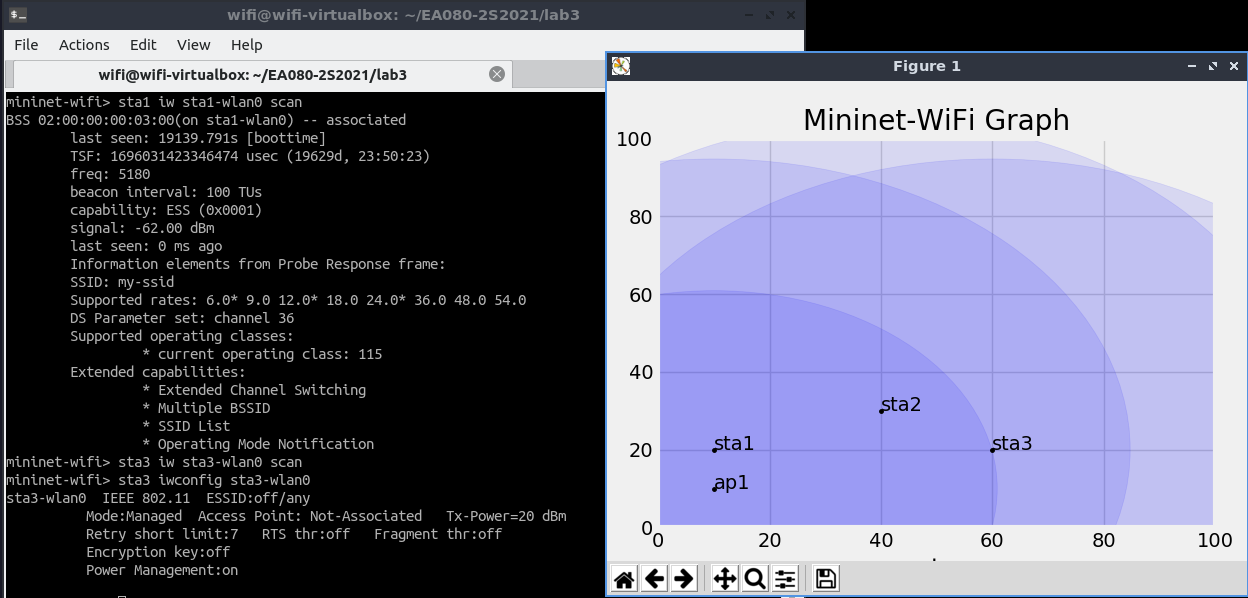 wifi@wifi-virtualbox: ~/EA080-2S2021/lab3
File Actions Edit View Help
wifi@wifi-virtualbox: ~/EA080-2S2021/lab3
mininet-wifi> sta1 iw sta1-wlan0 scan
BSS 02:00:00:00:03:00(on sta1-wlan0) -- associated
last seen: 19139.791s [boottime]
TSF: 1696031423346474 usec (19629d, 23:50:23)
freq: 5180
beacon interval: 100 TUs
capability: ESS (0x0001)
signal: -62.00 dBm
last seen: 0 ms ago
Information elements from Probe Response frame:
SSID: my-ssid
Supported rates: 6.0* 9.0 12.0* 18.0 24.0* 36.0 48.0 54.0
DS Parameter set: channel 36
Supported operating classes:
* current operating class: 115
Extended capabilities:
* Extended Channel Switching
* Multiple BSSID
* SSID List
* Operating Mode Notification
mininet-wifi> sta3 iw sta3-wlan0 scan
mininet-wifi> sta3 iwconfig sta3-wlan0
sta3-wlan0 IEEE 802.11 ESSID:off/any
Mode:Managed Access Point: Not-Associated Tx-Power=20 dBm
Retry short limit:7 RTS thr:off Fragment thr:off
Encryption key:off
Power Management:on
Figure 1
Mininet-WiFi Graph
100
80
60
40
20
0
sta2
sta1
sta3
ap1
0 20 40 60 80 100